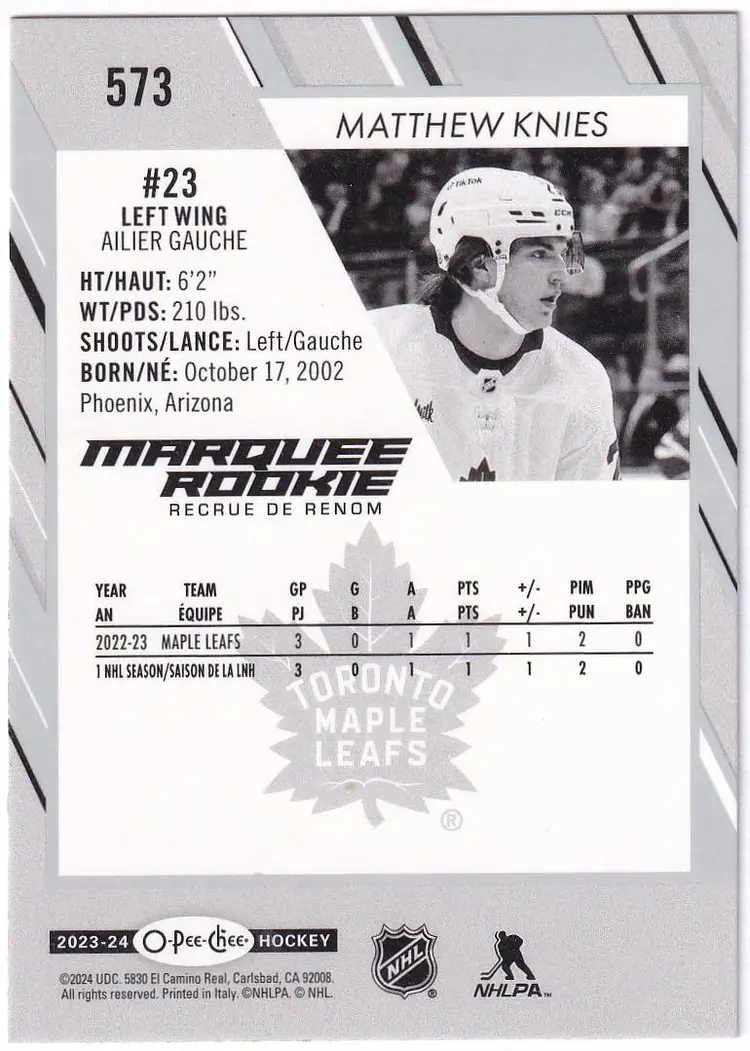 573
MATTHEW KNIES
TikTok
CCM
#23
LEFT WING
AILIER GAUCHE
HT/HAUT: 6'2"
WT/PDS: 210 lbs.
SHOOTS/LANCE: Left/Gauche
BORN/NÉ: October 17, 2002
Phoenix, Arizona
MARQUEE
ROOKIE
RECRUE DE RENOM
YEAR TEAM GP G A PTS +/- PIM PPG
AN ÉQUIPE PJ B A PTS +/- PUN BAN
2022-23 MAPLE LEAFS 3 0 1 1 1 2 0
1 NHL SEASON/SAISON DE LA LNH 3 0 1 1 1 2 0
TORONTO
MAPLE
LEAFS
®
2023-24 O-Pee-Chee® HOCKEY
©2024 UDC. 5830 El Camino Real, Carlsbad, CA 92008.
All rights reserved. Printed in Italy. ©NHLPA. © NHL.
NHL ®
NHLPA™